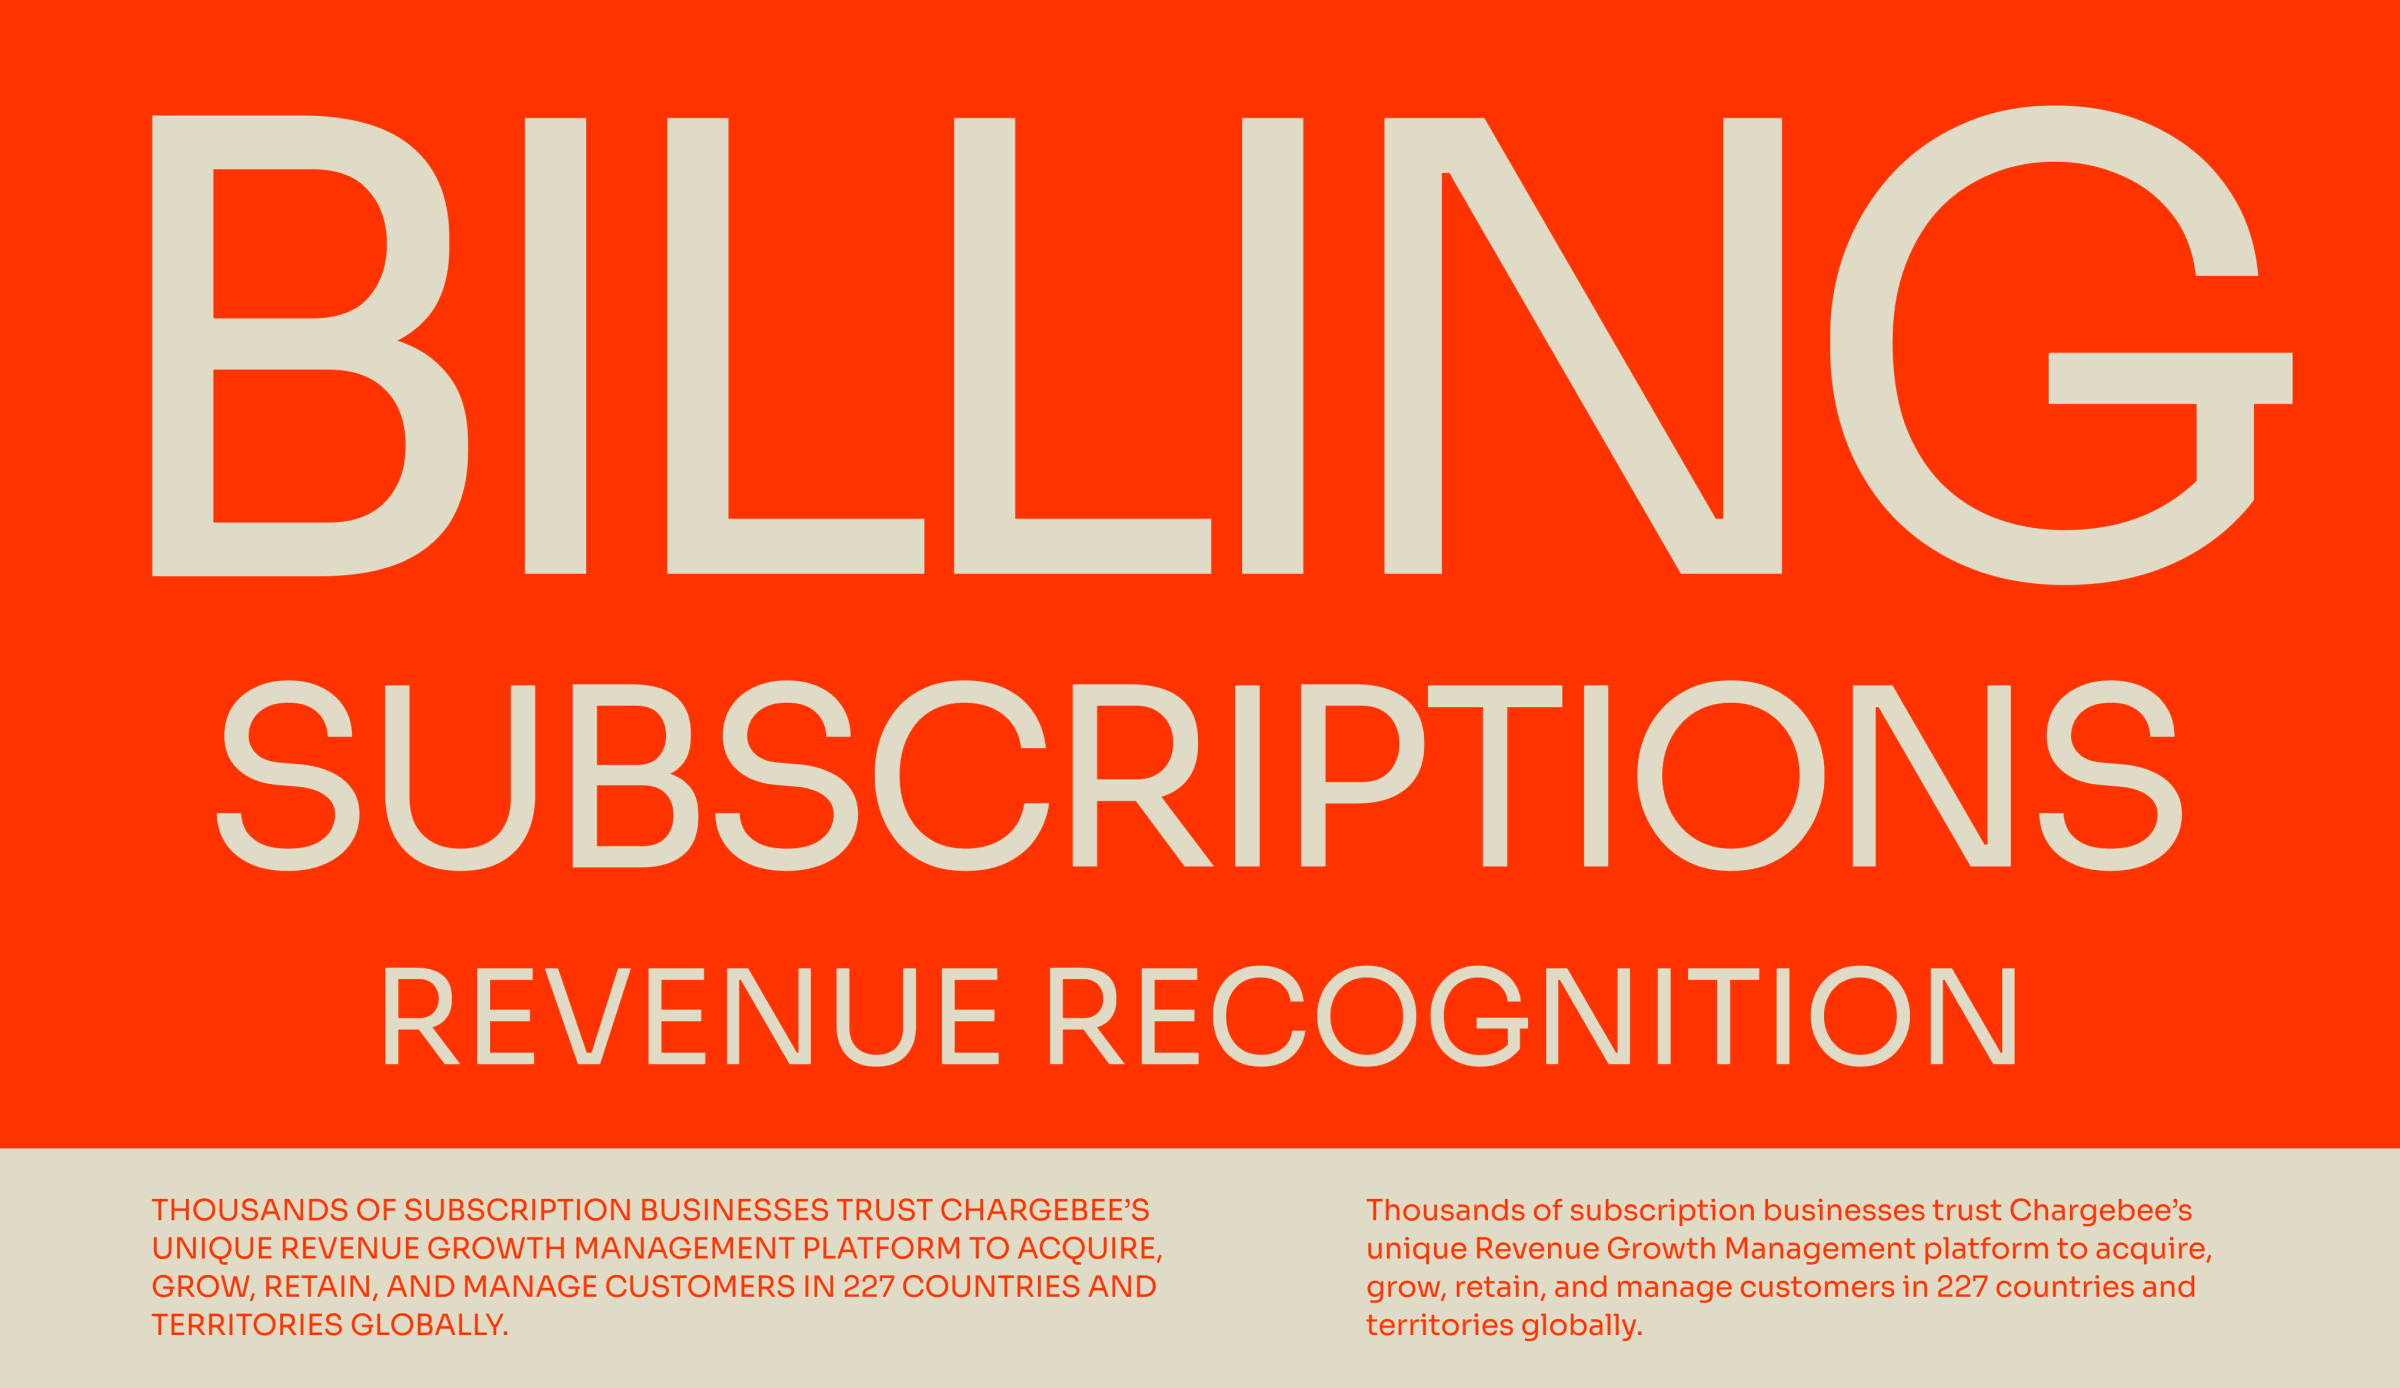 BILLING
SUBSCRIPTIONS
REVENUE RECOGNITION
THOUSANDS OF SUBSCRIPTION BUSINESSES TRUST CHARGEBEE’S
UNIQUE REVENUE GROWTH MANAGEMENT PLATFORM TO ACQUIRE,
GROW, RETAIN, AND MANAGE CUSTOMERS IN 227 COUNTRIES AND
TERRITORIES GLOBALLY.
Thousands of subscription businesses trust Chargebee’s
unique Revenue Growth Management platform to acquire,
grow, retain, and manage customers in 227 countries and
territories globally.